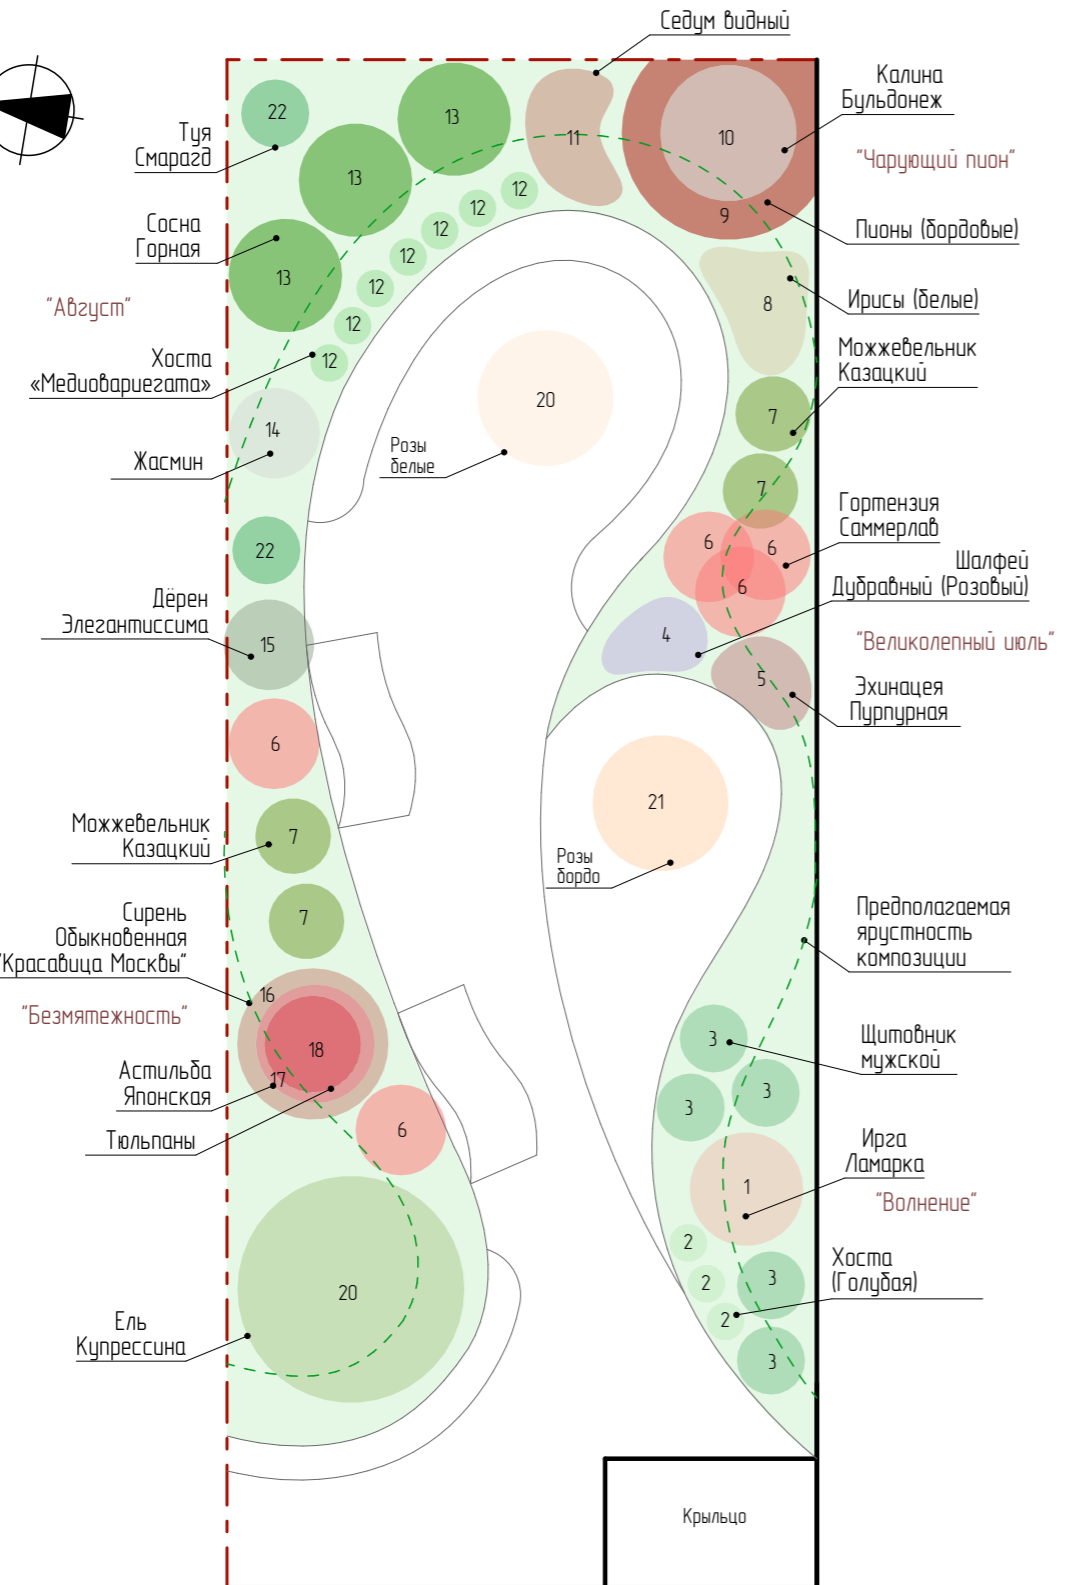 Седум видный
Калина
Бульдонеж
"Чарующий пион"
Пионы (бордовые)
Ирисы (белые)
Можжевельник
Казацкий
Гортензия
Саммерлав
Шалфей
Дубравный (Розовый)
"Великолепный июль"
Эхинацея
Пурпурная
Предполагаемая
ярустность
композиции
Щитовник
мужской
Ирга
Ламарка
"Волнение"
Хоста
(Голубая)
Крыльцо
Туя
Смарагд
Сосна
Горная
"Август"
Хоста
«Медиовариегата»
Жасмин
Дёрен
Элегантиссима
Можжевельник
Казацкий
Сирень
Обыкновенная
"Красавица Москвы"
"Безмятежность"
Астильба
Японская
Тюльпаны
Ель
Купрессина
Розы
белые
Розы
бордо
22
13
13
13
12
12
12
12
12
12
12
11
10
9
8
7
7
6
6
6
4
5
14
22
15
6
7
7
16
18
17
6
20
20
21
3
3
3
1
2
2
2
3
3